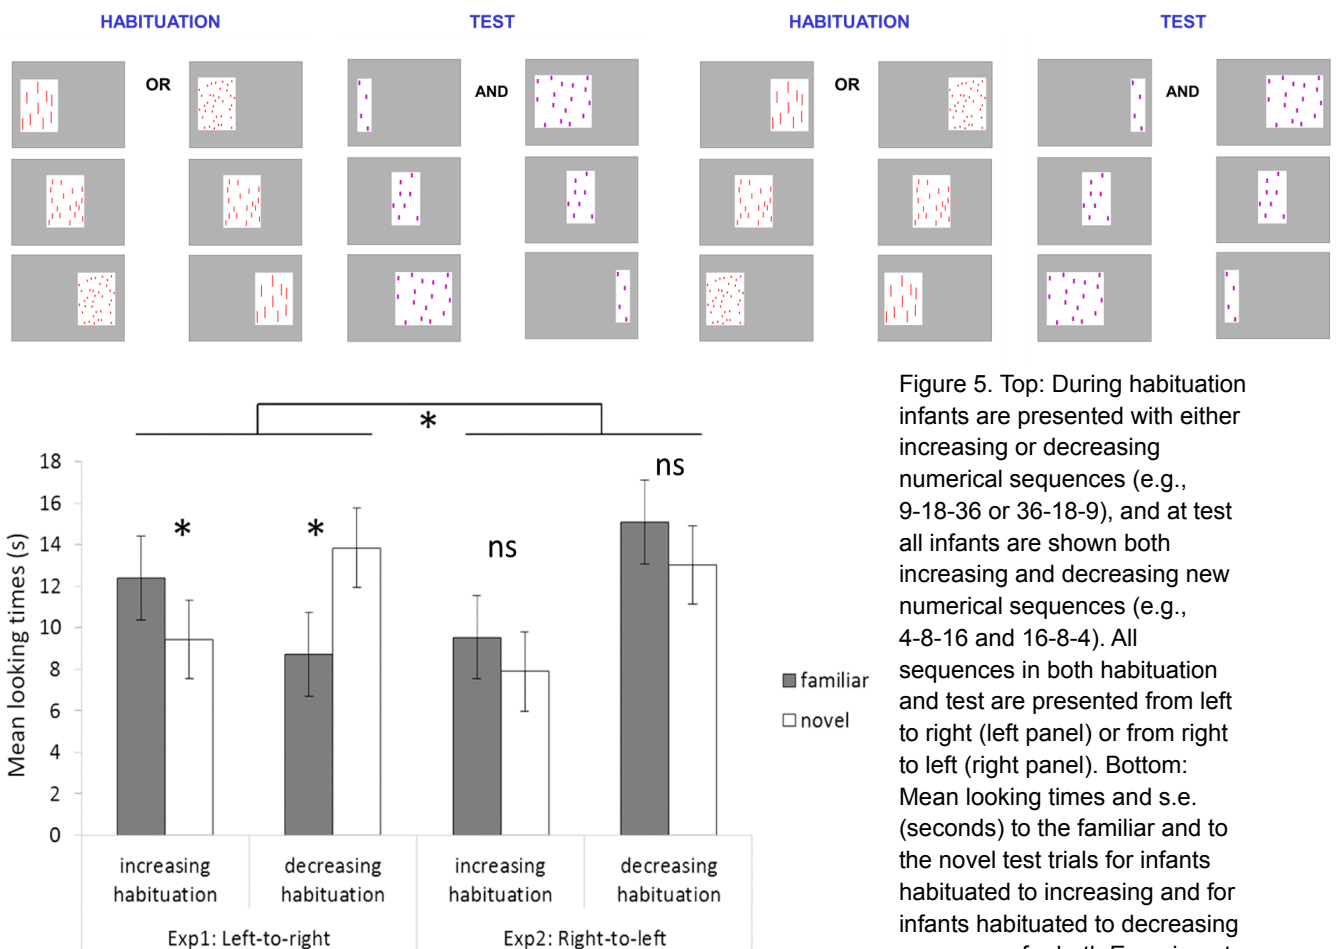 HABITUATION TEST HABITUATION TEST
OR AND OR AND
Figure 5. Top: During habituation
infants are presented with either
increasing or decreasing
numerical sequences (e.g.,
9-18-36 or 36-18-9), and at test
all infants are shown both
increasing and decreasing new
numerical sequences (e.g.,
4-8-16 and 16-8-4). All
sequences in both habituation
and test are presented from left
to right (left panel) or from right
to left (right panel). Bottom:
Mean looking times and s.e.
(seconds) to the familiar and to
the novel test trials for infants
habituated to increasing and for
infants habituated to decreasing
*
ns
* * ns
Mean looking times (s)
18
16
14
12
10
8
6
4
2
0
familiar
novel
increasing decreasing increasing decreasing
habituation habituation habituation habituation
Exp1: Left-to-right Exp2: Right-to-left